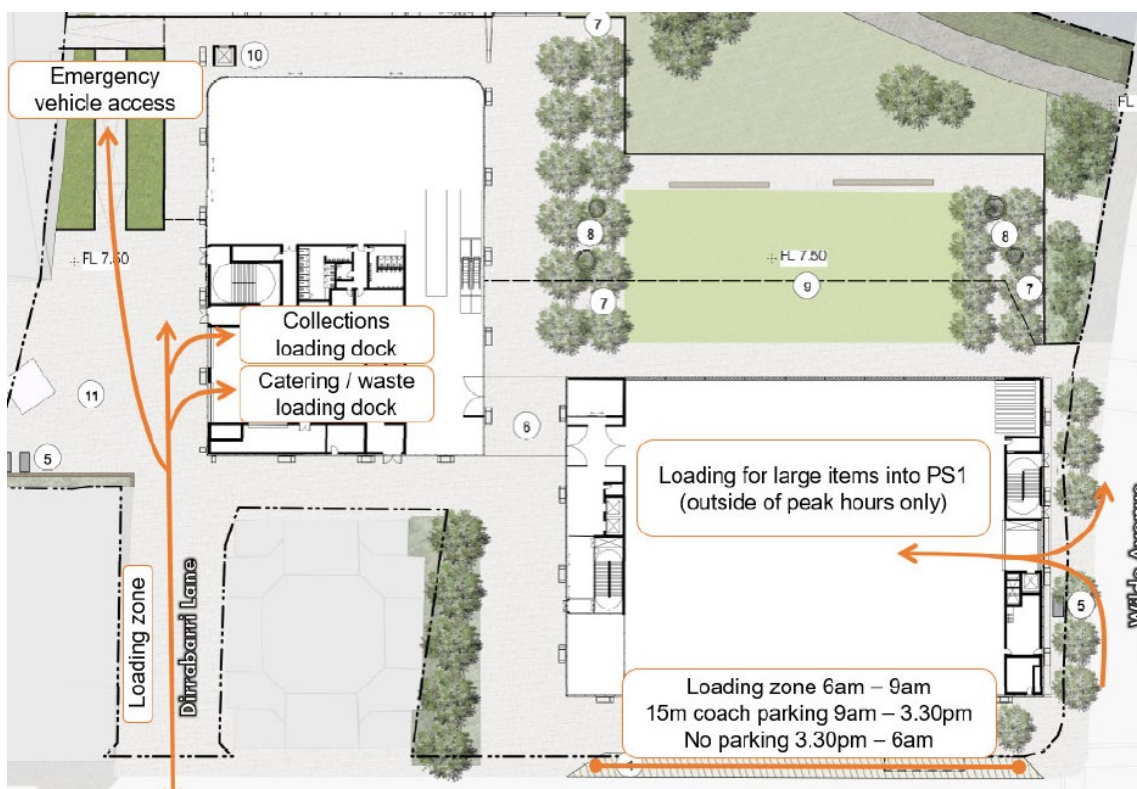 7
10
Emergency
vehicle access
FL
8
8
FL 7.50
FL 7.50
9
7
7
Collections
loading dock
Catering / waste
loading dock
11
6
5
Loading for large items into PS1
(outside of peak hours only)
5
Loading zone
Dirrabarri Lane
Loading zone 6am – 9am
15m coach parking 9am – 3.30pm
No parking 3.30pm – 6am